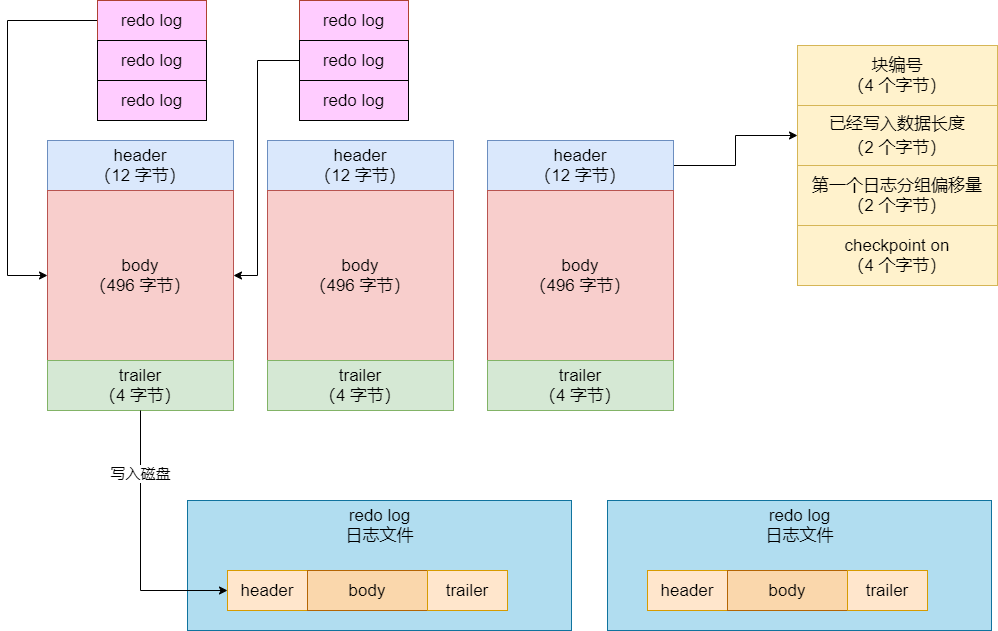 redo log
redo log
redo log
redo log
redo log
redo log
块编号
(4 个字节)
已经写入数据长度
(2 个字节)
第一个日志分组偏移量
(2 个字节)
checkpoint on
(4 个字节)
header
(12 字节)
header
(12 字节)
header
(12 字节)
body
(496 字节)
body
(496 字节)
body
(496 字节)
trailer
(4 字节)
trailer
(4 字节)
trailer
(4 字节)
写入磁盘
redo log
日志文件
header
body
trailer
redo log
日志文件
header
body
trailer